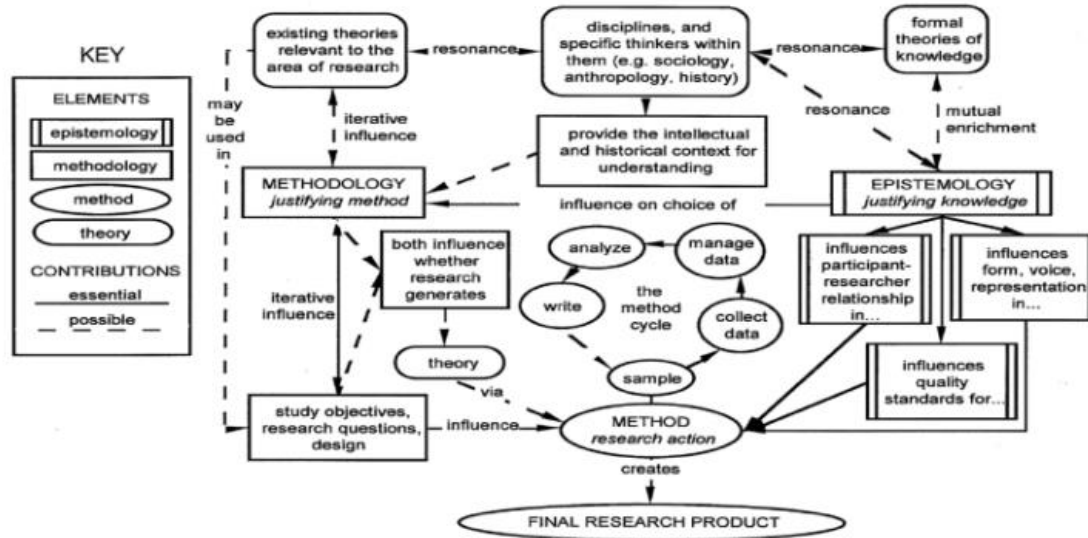 KEY
ELEMENTS
epistemology
methodology
method
theory
CONTRIBUTIONS
essential
possible
existing theories
relevant to the
area of research
resonance
disciplines, and
specific thinkers within
them (e.g. sociology,
anthropology, history)
resonance
formal
theories of
knowledge
may
be
used
in
iterative
influence
resonance
mutual
enrichment
provide the intellectual
and historical context for
understanding
METHODOLOGY
justifying method
influence on choice of
EPISTEMOLOGY
justifying knowledge
both influence
whether
research
generates
iterative
influence
theory
via
analyze
manage
data
write
the
method
cycle
collect
data
sample
influences
participant-
researcher
relationship
in...
influences
form, voice,
representation
in...
influences
quality
standards for...
study objectives,
research questions,
design
influence
METHOD
research action
creates
FINAL RESEARCH PRODUCT